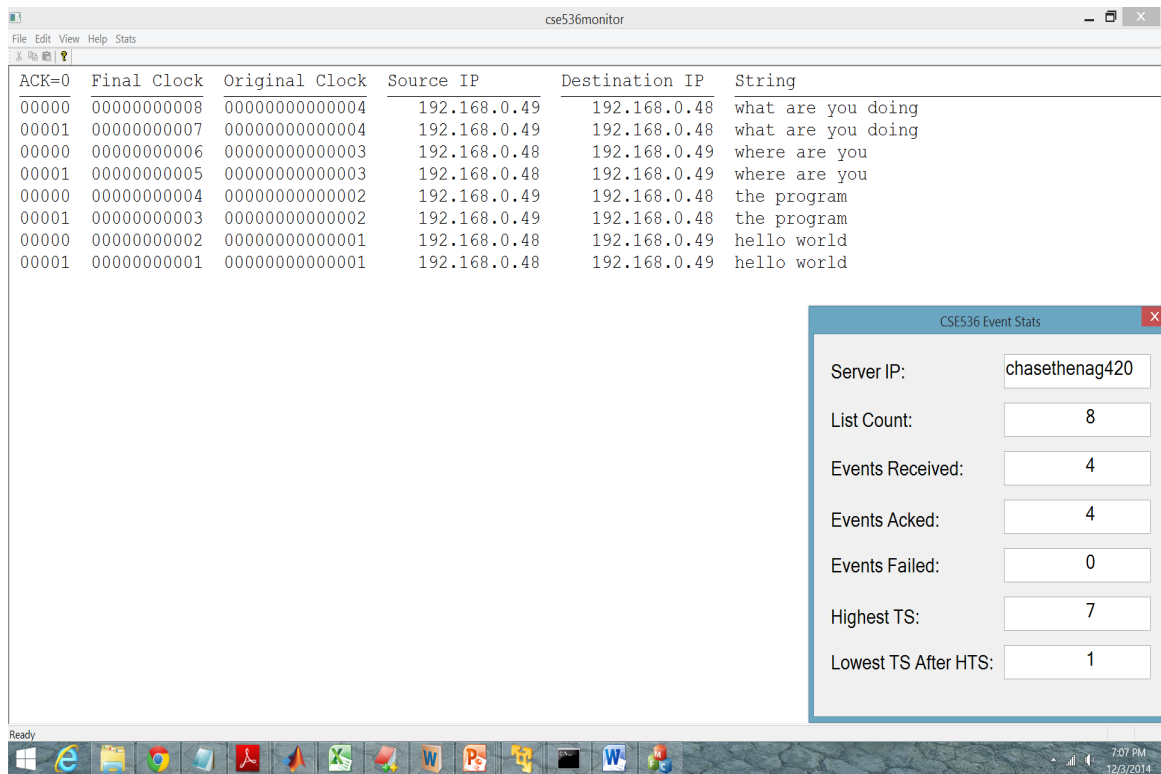 cse536monitor
File Edit View Help Stats
ACK=0 Final Clock Original Clock Source IP Destination IP String
00000 00000000008 00000000000004 192.168.0.49 192.168.0.48 what are you doing
00001 00000000007 00000000000004 192.168.0.49 192.168.0.48 what are you doing
00000 00000000006 00000000000003 192.168.0.48 192.168.0.49 where are you
00001 00000000005 00000000000003 192.168.0.48 192.168.0.49 where are you
00000 00000000004 00000000000002 192.168.0.49 192.168.0.48 the program
00001 00000000003 00000000000002 192.168.0.49 192.168.0.48 the program
00000 00000000002 00000000000001 192.168.0.48 192.168.0.49 hello world
00001 00000000001 00000000000001 192.168.0.48 192.168.0.49 hello world
CSE536 Event Stats
Server IP: chasethenag420
List Count: 8
Events Received: 4
Events Acked: 4
Events Failed: 0
Highest TS: 7
Lowest TS After HTS: 1
Ready
7:07 PM
12/3/2014